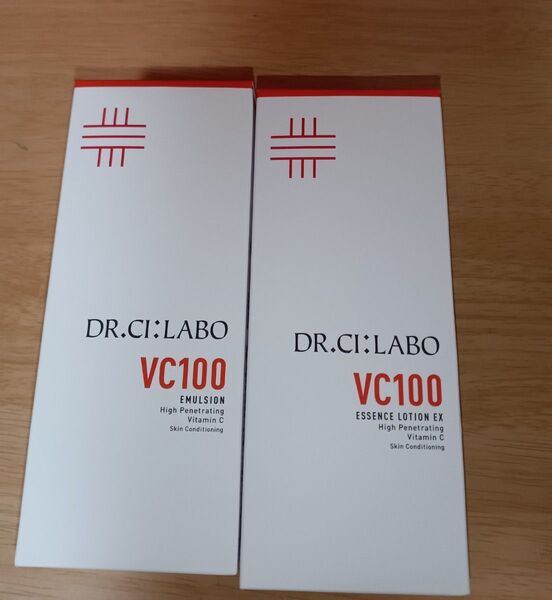 DR.CI:LABO
VC100
EMULSION
High Penetrating
Vitamin C
Skin Conditioning
DR.CI:LABO
VC100
ESSENCE LOTION EX
High Penetrating
Vitamin C
Skin Conditioning